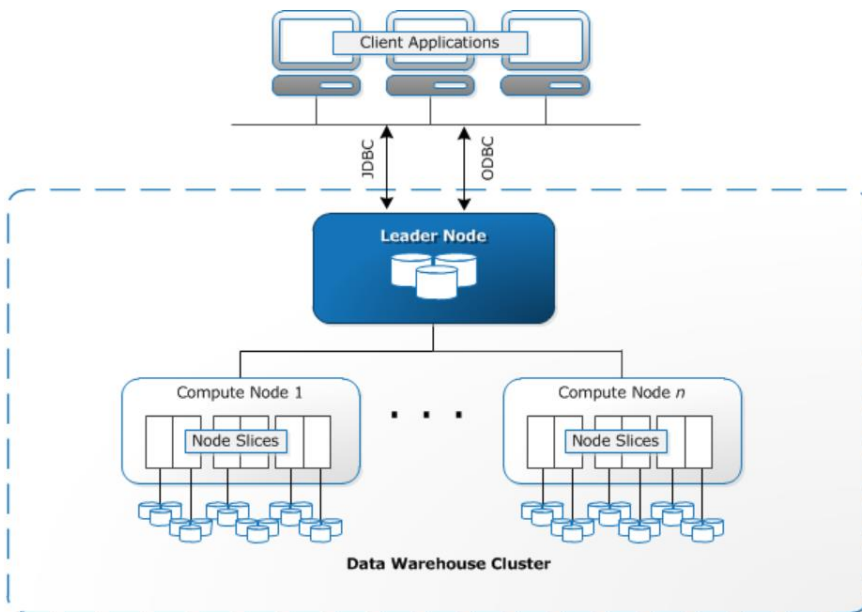 Client Applications
JDBC
ODBC
Leader Node
Compute Node 1
Compute Node n
. . .
Node Slices
Node Slices
Data Warehouse Cluster